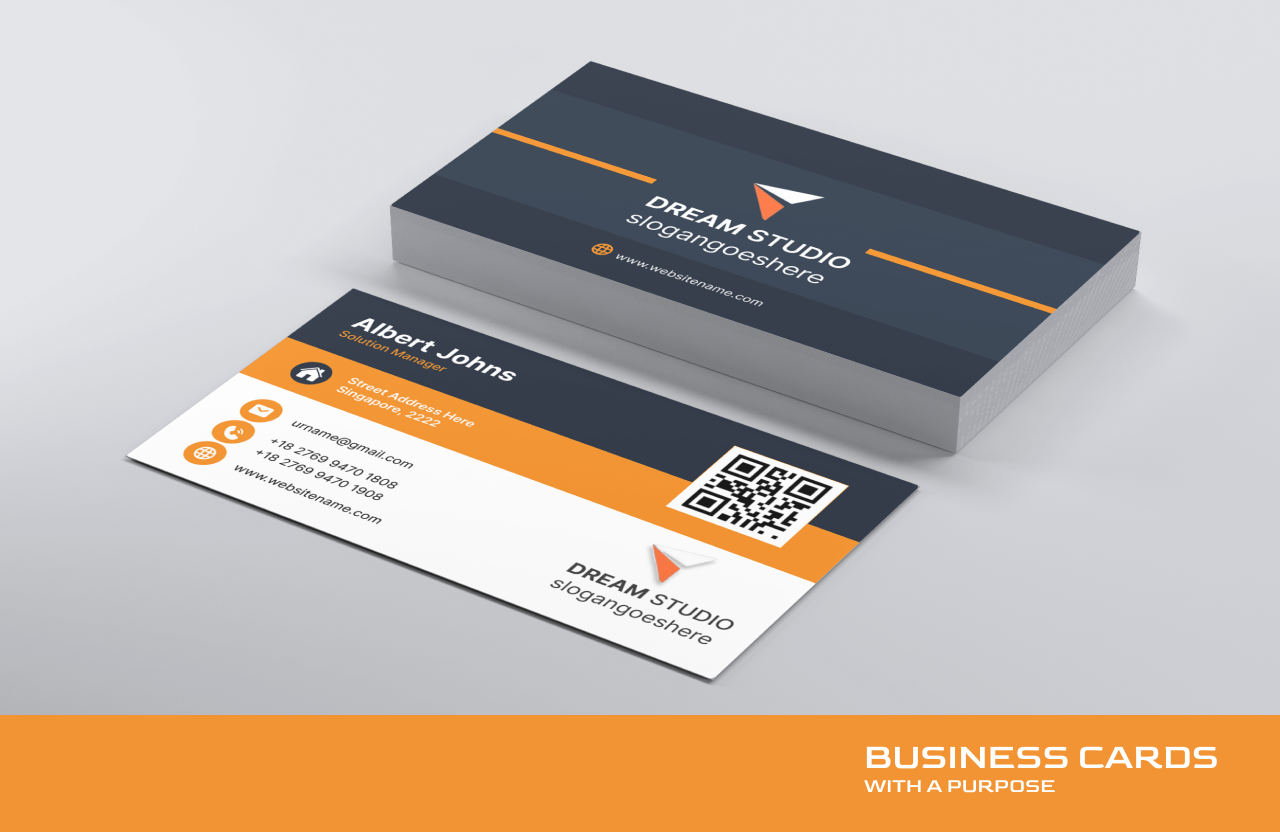 DREAM STUDIO
slogangoeshere
www.websitename.com
Albert Johns
Solution Manager
Street Address Here
Singapore, 2222
urname@gmail.com
+18 2769 9470 1808
+18 2769 9470 1908
www.websitename.com
DREAM STUDIO
slogangoeshere
BUSINESS CARDS
WITH A PURPOSE